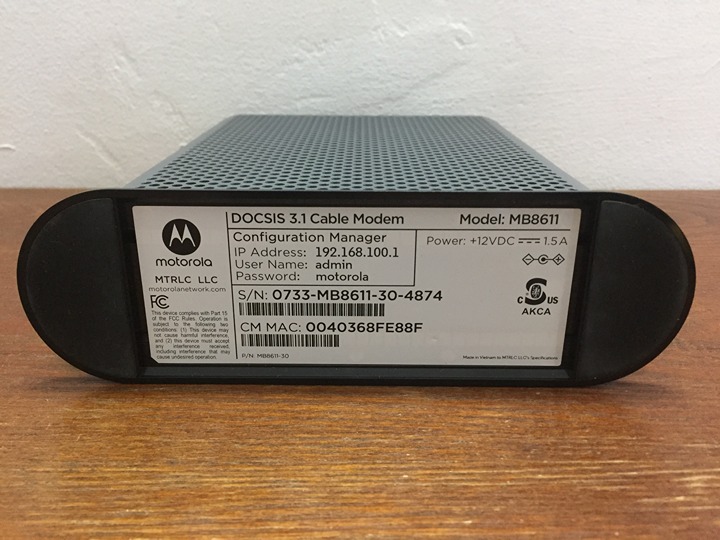 DOCSIS 3.1 Cable Modem
Model: MB8611
motorola
MTRLC LLC
motorolanetwork.com
FC
This device complies with Part 15
of the FCC Rules. Operation is
subject to the following two
conditions: (1) This device may
not cause harmful interference,
and (2) this device must accept
any interference received,
including interference that may
cause undesired operation.
Configuration Manager
IP Address: 192.168.100.1
User Name: admin
Password: motorola
S/N: 0733-MB8611-30-4874
CM MAC: 0040368FE88F
P/N: MB8611-30
Power: +12VDC 1.5 A
C US
AKCA
Made in Vietnam to MTRLC LLC's Specifications